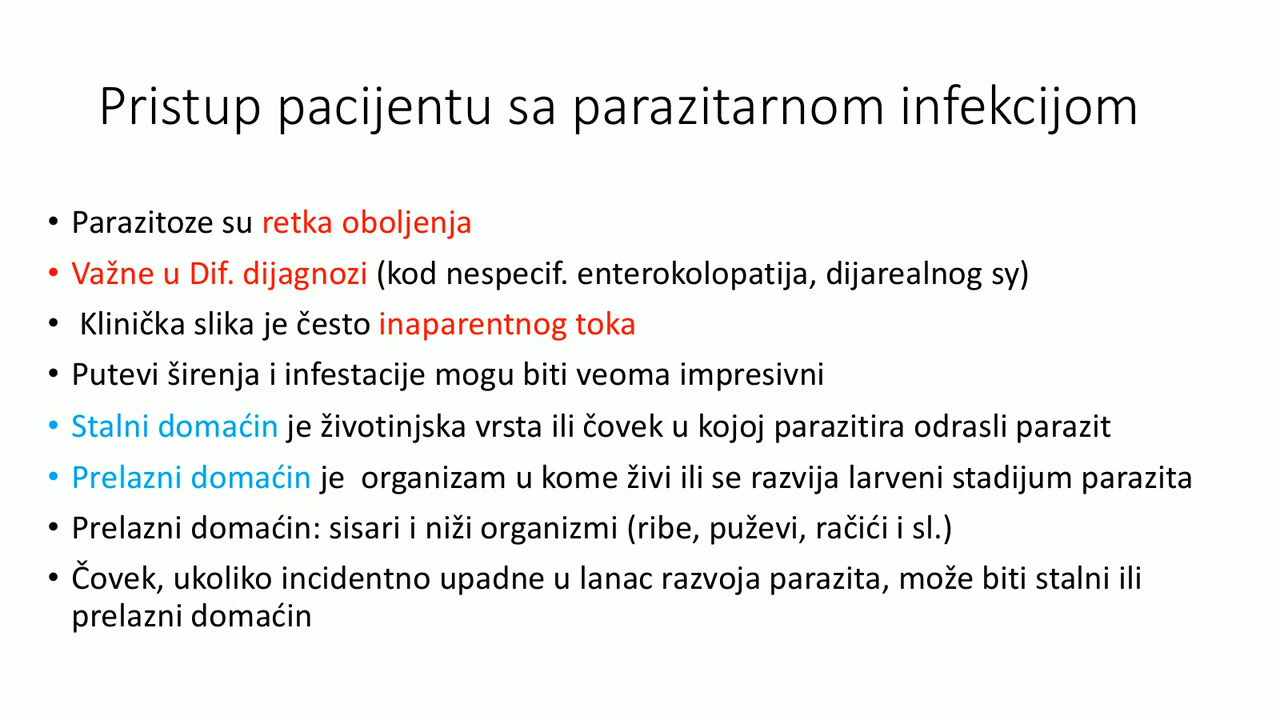 Pristup pacijentu sa parazitarnom infekcijom
• Parazitoze su retka oboljenja
• Važne u Dif. dijagnozi (kod nespecif. enterokolopatija, dijarealnog sy)
• Klinička slika je često inaparentnog toka
• Putevi širenja i infestacije mogu biti veoma impresivni
• Stalni domaćin je životinjska vrsta ili čovek u kojoj parazitira odrasli parazit
• Prelazni domaćin je organizam u kome živi ili se razvija larveni stadijum parazita
• Prelazni domaćin: sisari i niži organizmi (ribe, puževi, račići i sl.)
• Čovek, ukoliko incidentno upadne u lanac razvoja parazita, može biti stalni ili
prelazni domaćin